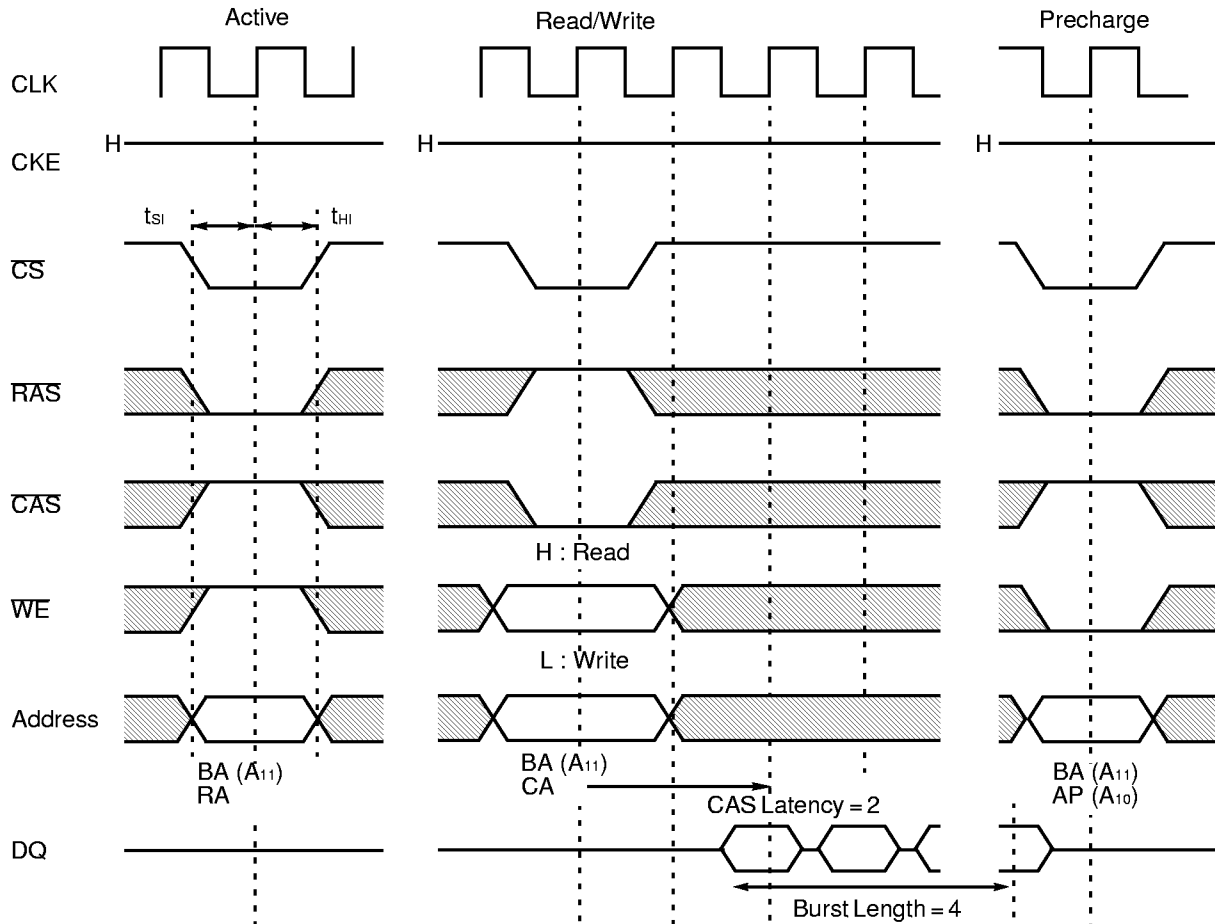 Active Read/Write Precharge
CLK
H H H
CKE
tSI tHI
CS
RAS
CAS
H : Read
WE
L : Write
Address
BA (A11) BA (A11) BA (A11)
RA CA AP (A10)
CAS Latency = 2
DQ
Burst Length = 4